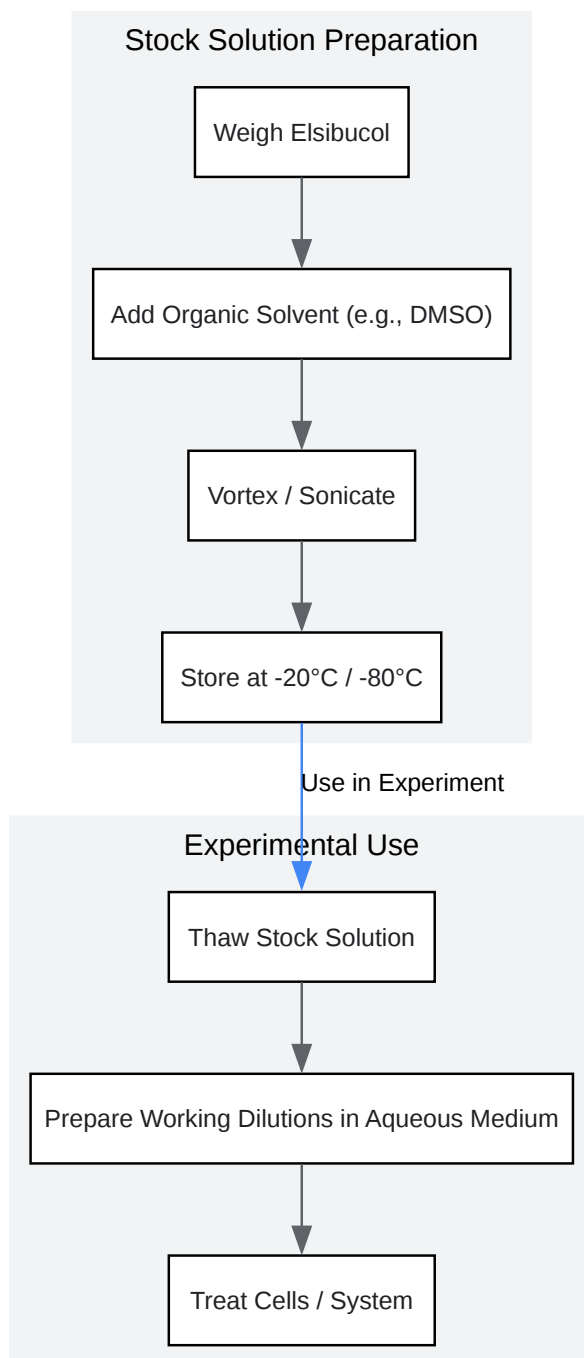 Stock Solution Preparation
Weigh Elsibucol
Add Organic Solvent (e.g., DMSO)
Vortex / Sonicate
Store at -20°C / -80°C
Use in Experiment
Experimental Use
Thaw Stock Solution
Prepare Working Dilutions in Aqueous Medium
Treat Cells / System